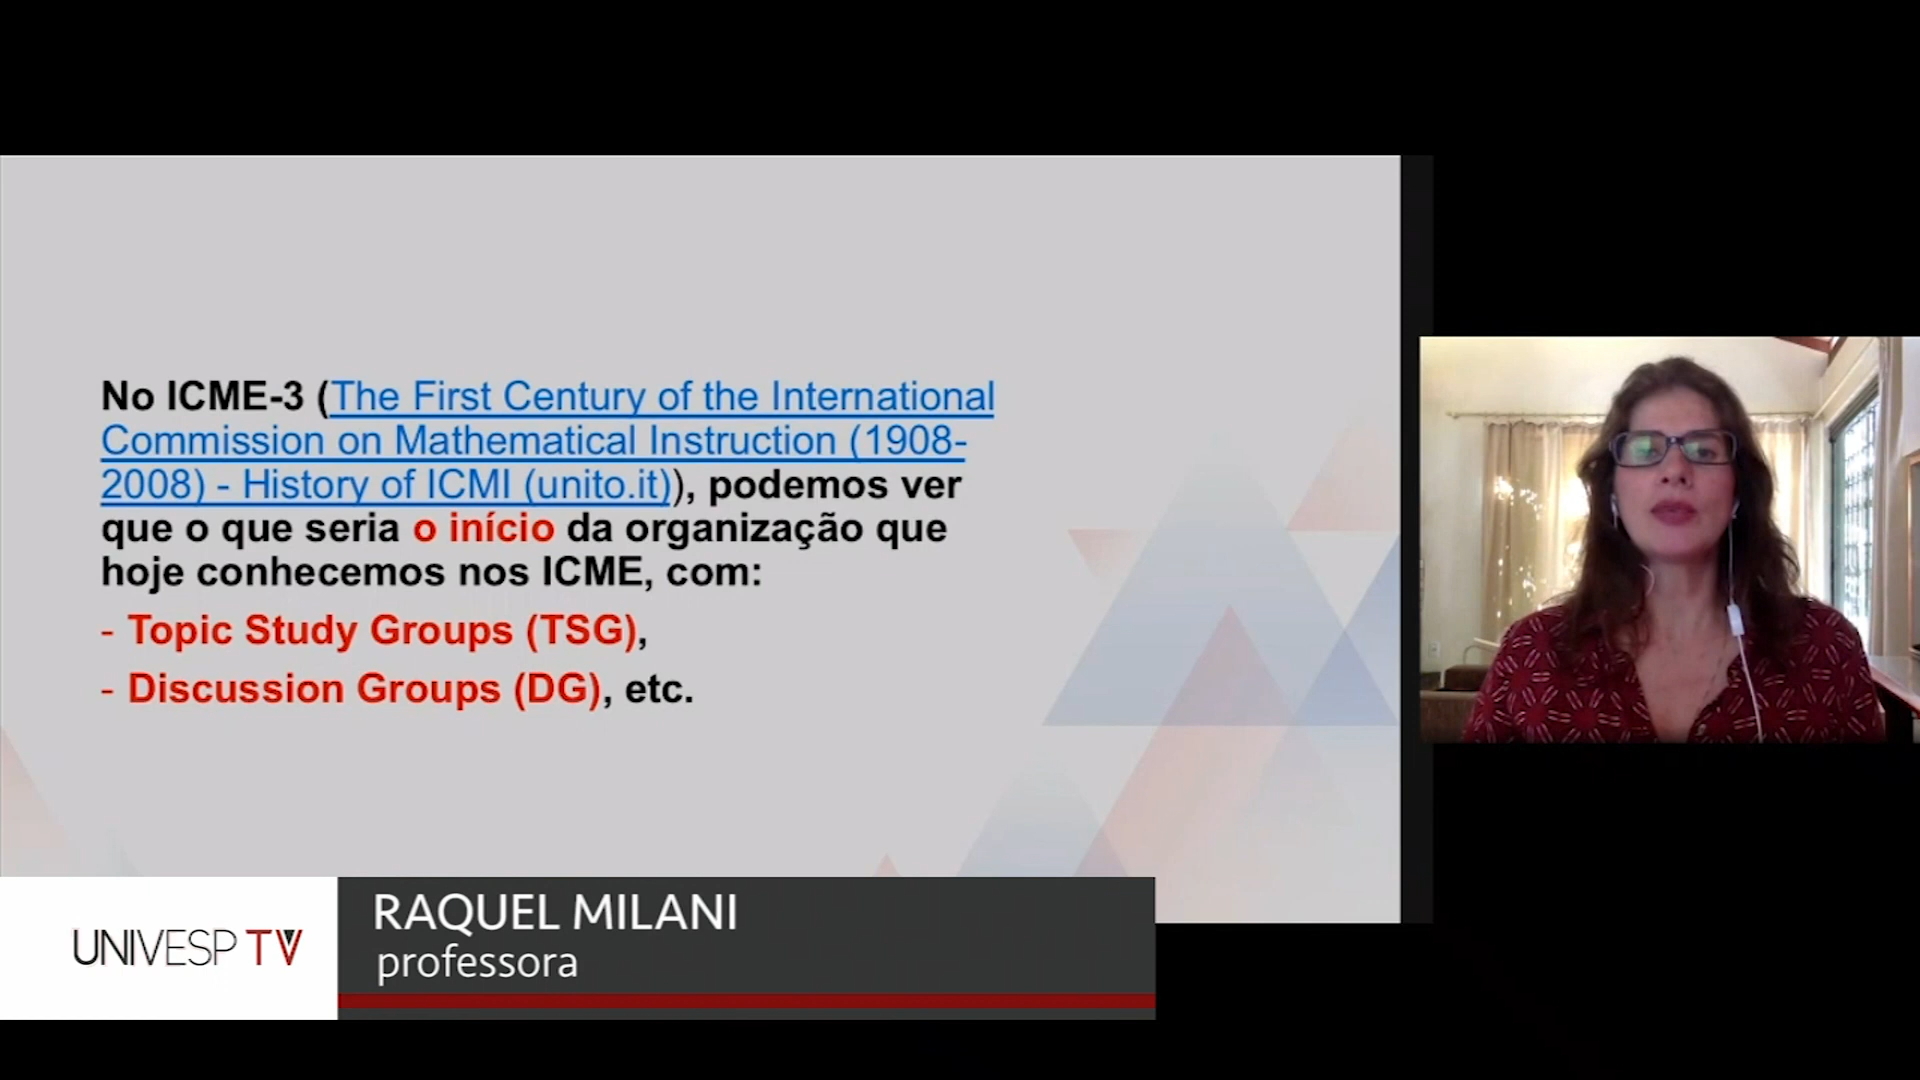 No ICME-3 (The First Century of the International
Commission on Mathematical Instruction (1908-
2008) - History of ICMI (unito.it)), podemos ver
que o que seria o início da organização que
hoje conhecemos nos ICME, com:
- Topic Study Groups (TSG),
- Discussion Groups (DG), etc.
UNIVESP TV
RAQUEL MILANI
professora